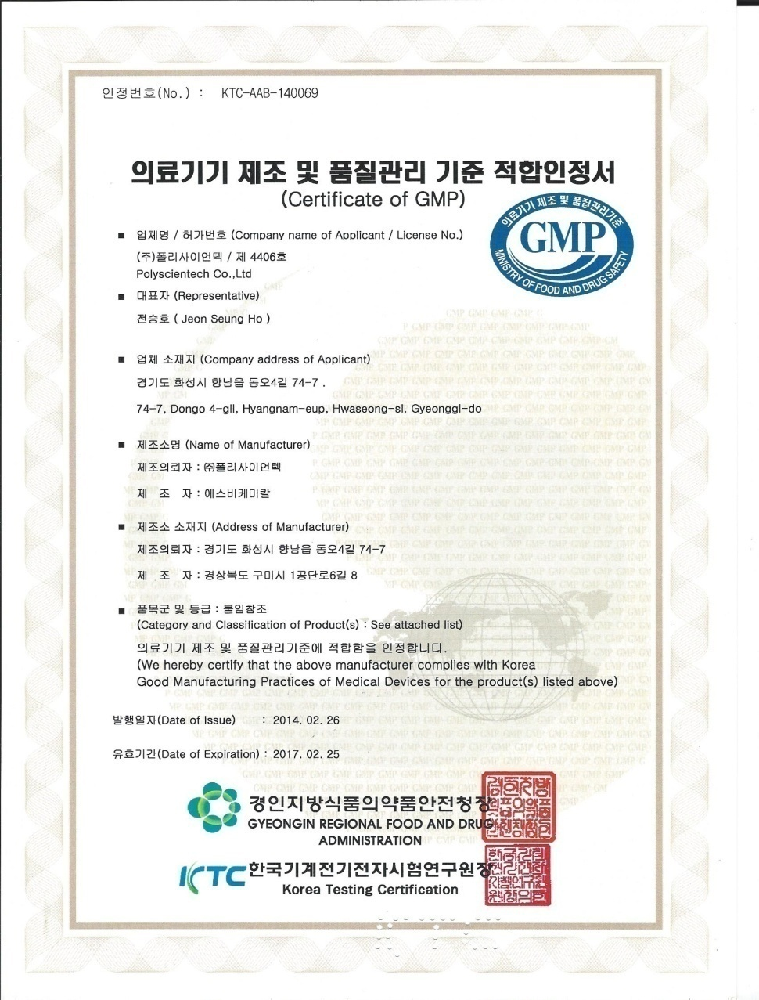 인정번호(No.) : KTC-AAB-140069
의료기기 제조 및 품질관리 기준 적합인정서
(Certificate of GMP)
의료기기 제조 및 품질관리기준
GMP
MINISTRY OF FOOD AND DRUG SAFETY
■ 업체명 / 허가번호 (Company name of Applicant / License No.)
(주)폴리사이언텍 / 제 4406호
Polyscientech Co.,Ltd
■ 대표자 (Representative)
전승호 ( Jeon Seung Ho )
■ 업체 소재지 (Company address of Applicant)
경기도 화성시 향남읍 동오4길 74-7 .
74-7, Dongo 4-gil, Hyangnam-eup, Hwaseong-si, Gyeonggi-do
■ 제조소명 (Name of Manufacturer)
제조의뢰자 : ㈜폴리사이언텍
제 조 자 : 에스비케미칼
■ 제조소 소재지 (Address of Manufacturer)
제조의뢰자 : 경기도 화성시 향남읍 동오4길 74-7
제 조 자 : 경상북도 구미시 1공단로6길 8
■ 품목군 및 등급 : 붙임참조
(Category and Classification of Product(s) : See attached list)
의료기기 제조 및 품질관리기준에 적합함을 인정합니다.
(We hereby certify that the above manufacturer complies with Korea
Good Manufacturing Practices of Medical Devices for the product(s) listed above)
발행일자(Date of Issue) : 2014. 02. 26
유효기간(Date of Expiration) : 2017. 02. 25
경인지방식품의약품안전청장
GYEONGIN REGIONAL FOOD AND DRUG
ADMINISTRATION
KTC 한국기계전기전자시험연구원장
Korea Testing Certification